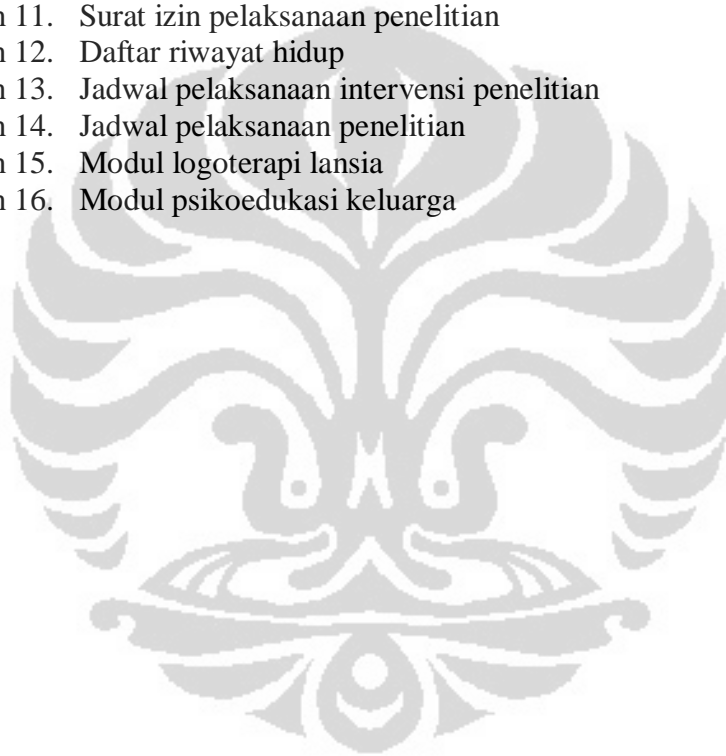 n 11. Surat izin pelaksanaan penelitian
n 12. Daftar riwayat hidup
n 13. Jadwal pelaksanaan intervensi penelitian
n 14. Jadwal pelaksanaan penelitian
n 15. Modul logoterapi lansia
n 16. Modul psikoedukasi keluarga